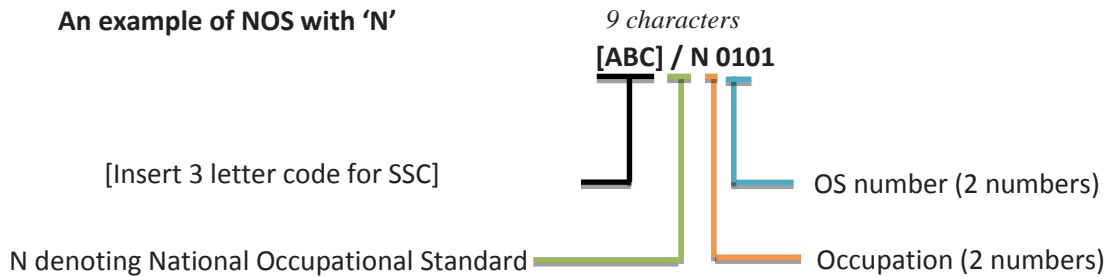 An example of NOS with ‘N’
9 characters
[ABC] / N 0101
[Insert 3 letter code for SSC]
OS number (2 numbers)
N denoting National Occupational Standard
Occupation (2 numbers)